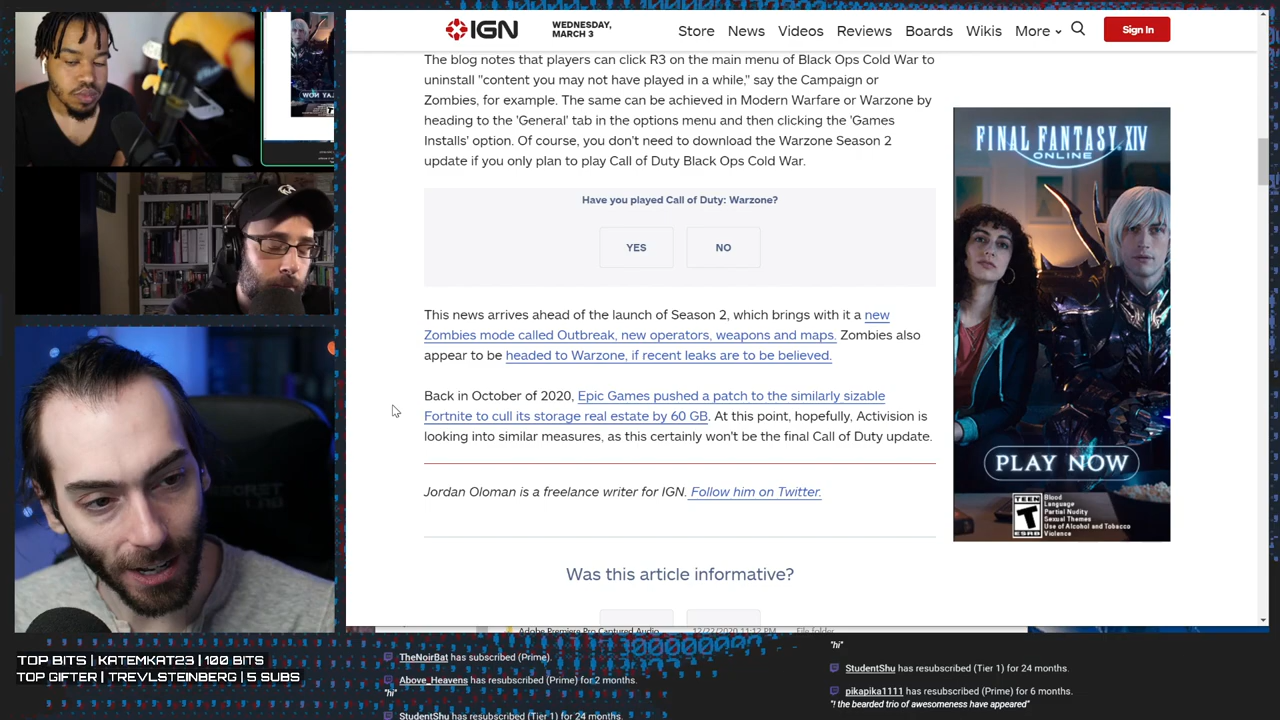 IGN
WEDNESDAY,
MARCH 3
Store News Videos Reviews Boards Wikis More
Sign In
The blog notes that players can click R3 on the main menu of Black Ops Cold War to
uninstall "content you may not have played in a while." say the Campaign or
Zombies, for example. The same can be achieved in Modern Warfare or Warzone by
heading to the 'General' tab in the options menu and then clicking the 'Games
Installs' option. Of course, you don't need to download the Warzone Season 2
update if you only plan to play Call of Duty Black Ops Cold War.
Have you played Call of Duty: Warzone?
YES
NO
This news arrives ahead of the launch of Season 2, which brings with it a new
Zombies mode called Outbreak, new operators, weapons and maps. Zombies also
appear to be headed to Warzone, if recent leaks are to be believed.
Back in October of 2020, Epic Games pushed a patch to the similarly sizable
Fortnite to cull its storage real estate by 60 GB. At this point, hopefully, Activision is
looking into similar measures, as this certainly won't be the final Call of Duty update.
Jordan Oloman is a freelance writer for IGN. Follow him on Twitter.
Was this article informative?
FINAL FANTASY XIV
ONLINE
PLAY NOW
TEEN
T
ESRB
Blood
Language
Partial Nudity
Sexual Themes
Use of Alcohol and Tobacco
Violence
Adobe Premiere Pro Captured Audio 12/22/2020 11:12 PM File folder
TOP BITS | KATEMKAT23 | 100 BITS
TOP GIFTER | TREVLSTEINBERG | 5 SUBS
TheNoirBat has subscribed (Prime).
Above_Heavens has resubscribed (Prime) for 2 months.
"hi"
StudentShu has resubscribed (Tier 1) for 24 months.
"hi"
StudentShu has resubscribed (Tier 1) for 24 months.
pikapika1111 has resubscribed (Prime) for 6 months.
"! the bearded trio of awesomeness have appeared"